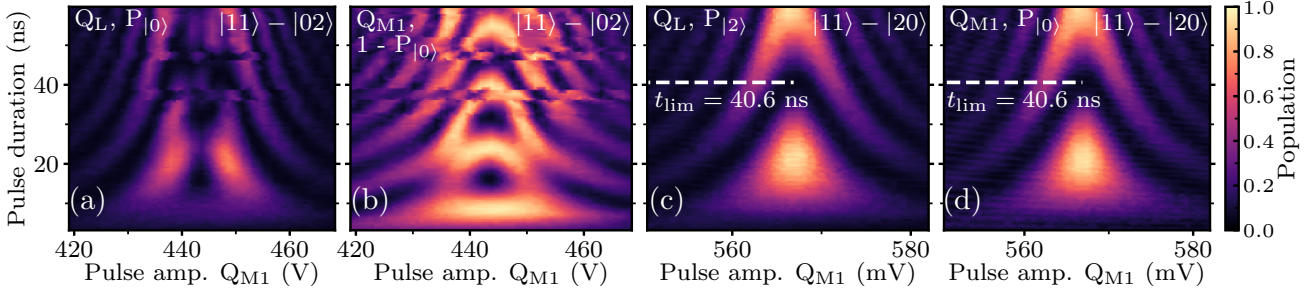 Q_L, P_|0⟩ |11⟩ − |02⟩
Q_M1, |11⟩ − |02⟩
1 - P_|0⟩
Q_L, P_|2⟩ |11⟩ − |20⟩
Q_M1, P_|0⟩ |11⟩ − |20⟩
1.0
0.8
0.6
0.4
0.2
0.0
Population
Pulse duration (ns)
40
20
t_lim = 40.6 ns
t_lim = 40.6 ns
(a)
(b)
(c)
(d)
420 440 460
420 440 460
560 580
560 580
Pulse amp. Q_M1 (V)
Pulse amp. Q_M1 (V)
Pulse amp. Q_M1 (mV)
Pulse amp. Q_M1 (mV)